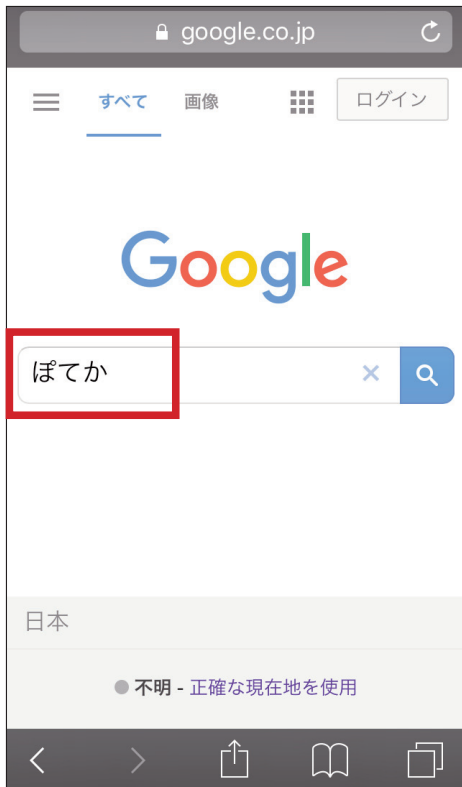 google.co.jp
すべて 画像 ログイン
Google
ぽてか
日本
不明 - 正確な現在地を使用